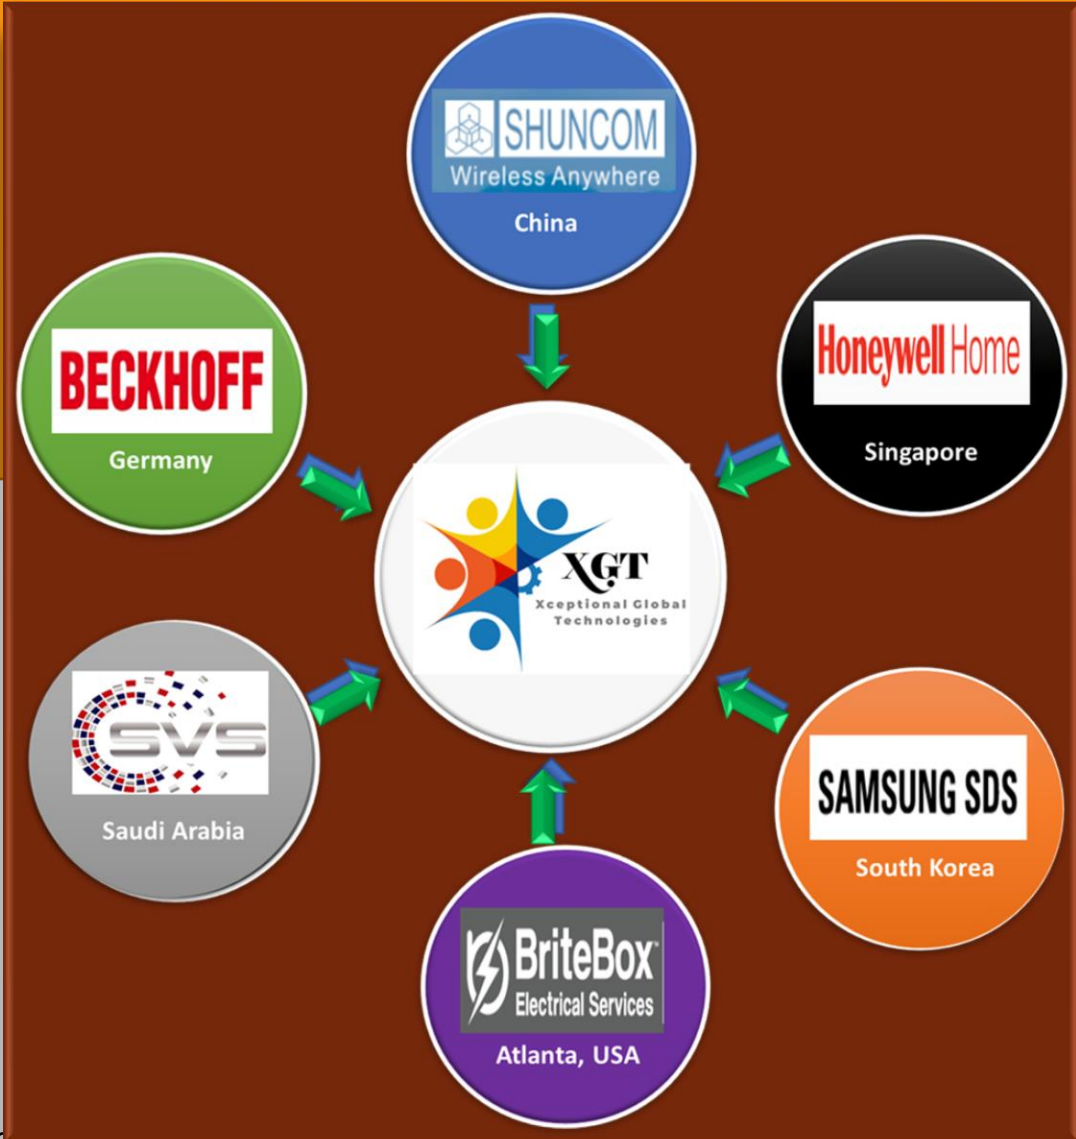 SHUNCOM
Wireless Anywhere
China
BECKHOFF
Germany
Honeywell Home
Singapore
XGT
Xceptional Global
Technologies
SVS
Saudi Arabia
SAMSUNG SDS
South Korea
BriteBox™
Electrical Services
Atlanta, USA